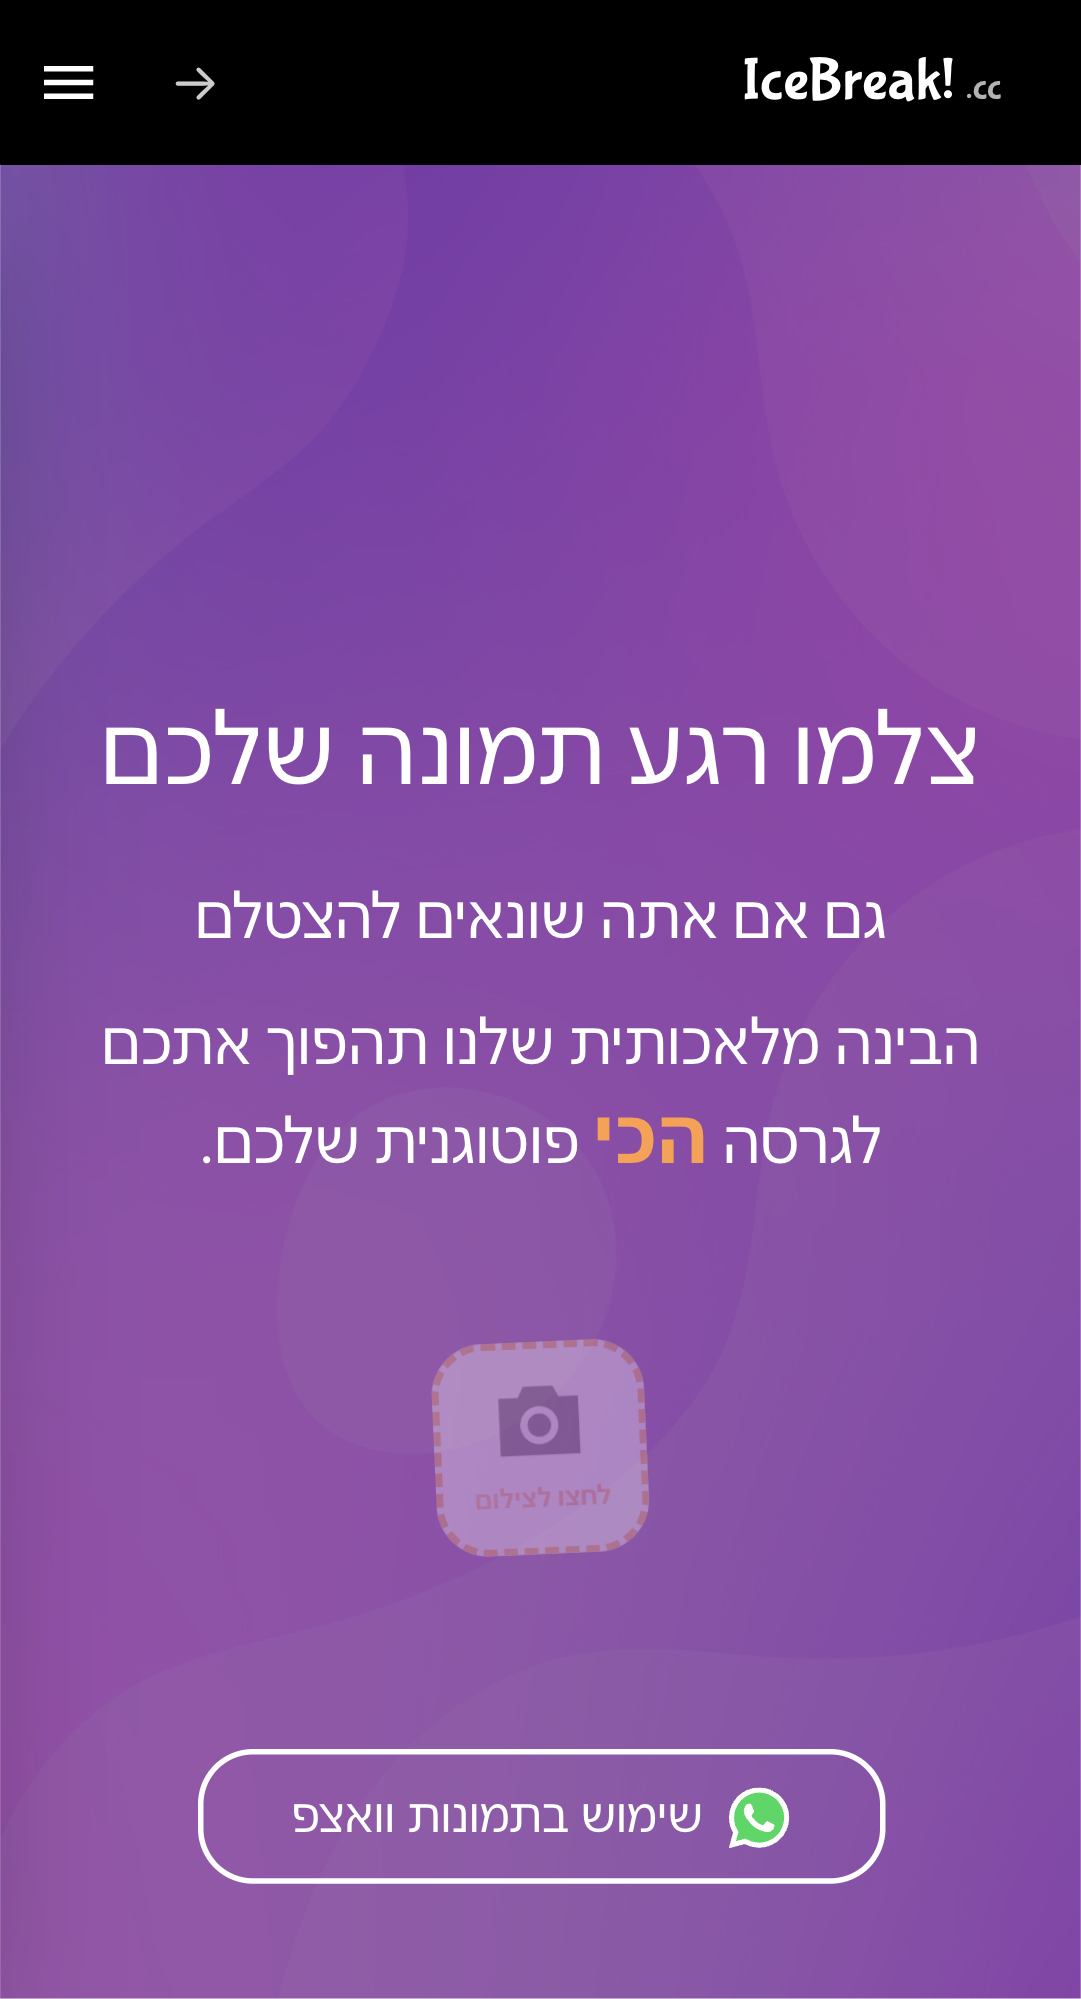 IceBreak! .cc
צלמו רגע תמונה שלכם
גם אם אתה שונאים להצטלם
הבינה מלאכותית שלנו תהפוך אתכם
לגרסה הכי פוטוגנית שלכם.
לחצו לצילום
שימוש בתמונות וואצפ